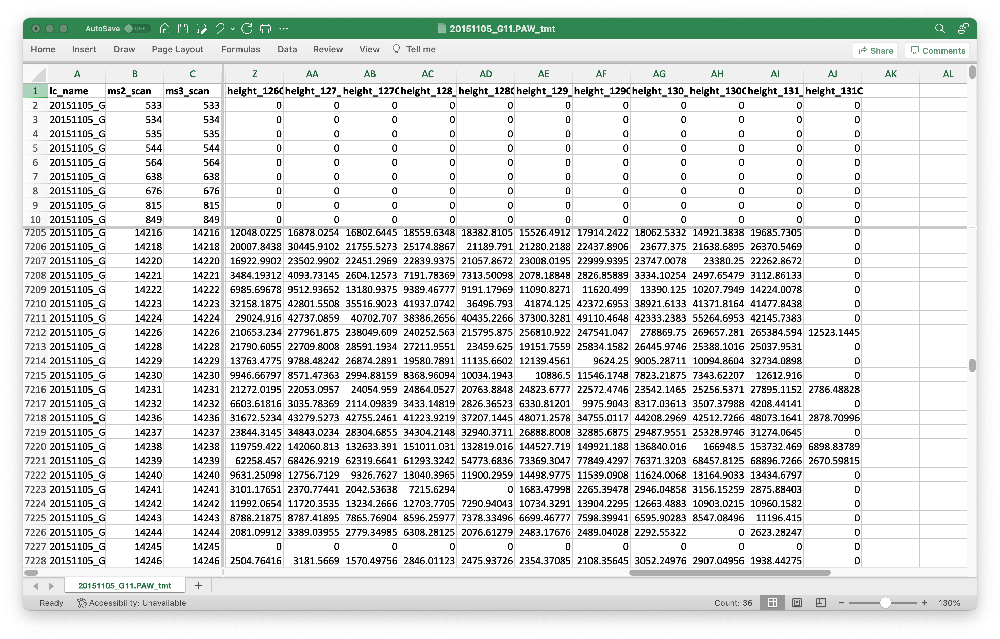 AutoSave OFF 20151105_G11.PAW_tmt
Home Insert Draw Page Layout Formulas Data Review View Tell me Share Comments
A B C Z AA AB AC AD AE AF AG AH AI AJ AK AL
1 lc_name ms2_scan ms3_scan height_126C height_127_ height_127C height_128_ height_128C height_129_ height_129C height_130_ height_130C height_131_ height_131C
2 20151105_G 533 533 0 0 0 0 0 0 0 0 0 0 0
3 20151105_G 534 534 0 0 0 0 0 0 0 0 0 0 0
4 20151105_G 535 535 0 0 0 0 0 0 0 0 0 0 0
5 20151105_G 544 544 0 0 0 0 0 0 0 0 0 0 0
6 20151105_G 564 564 0 0 0 0 0 0 0 0 0 0 0
7 20151105_G 638 638 0 0 0 0 0 0 0 0 0 0 0
8 20151105_G 676 676 0 0 0 0 0 0 0 0 0 0 0
9 20151105_G 815 815 0 0 0 0 0 0 0 0 0 0 0
10 20151105_G 849 849 0 0 0 0 0 0 0 0 0 0 0
7205 20151105_G 14216 14216 12048.0225 16878.0254 16802.6445 18559.6348 18382.8105 15526.4912 17914.2422 18062.5332 14921.3838 19685.7305 0
7206 20151105_G 14218 14218 20007.8438 30445.9102 21755.5273 25174.8867 21189.791 21280.2188 22437.8906 23677.375 21638.6895 26370.5469 0
7207 20151105_G 14220 14220 16922.9902 23502.9902 22451.2969 22839.9375 21057.8672 23008.0195 22999.9395 23747.0078 23380.25 22262.8672 0
7208 20151105_G 14221 14221 3484.19312 4093.73145 2604.12573 7191.78369 7313.50098 2078.18848 2826.85889 3334.10254 2497.65479 3112.86133 0
7209 20151105_G 14222 14222 6985.69678 9512.93652 13180.9375 9389.46777 9191.17969 11090.8271 11620.499 13390.125 10207.7949 14224.0078 0
7210 20151105_G 14223 14223 32158.1875 42801.5508 35516.9023 41937.0742 36496.793 41874.125 42372.6953 38921.6133 41371.8164 41477.8438 0
7211 20151105_G 14224 14224 29024.916 42737.0859 40702.707 38386.2656 40435.2266 37300.3281 49110.4648 42333.2383 55264.6953 42145.7383 0
7212 20151105_G 14226 14226 210653.234 277961.875 238049.609 240252.563 215795.875 256810.922 247541.047 278869.75 269657.281 265384.594 12523.1445
7213 20151105_G 14228 14228 21790.6055 22709.8008 28591.1934 27211.9551 23459.625 19151.7559 25834.1582 26445.9746 25388.1016 25037.9531 0
7214 20151105_G 14229 14229 13763.4775 9788.48242 26874.2891 19580.7891 11135.6602 12139.4561 9624.25 9005.28711 10094.8604 32734.0898 0
7215 20151105_G 14230 14230 9946.66797 8571.47363 2994.88159 8368.96094 10034.1943 10886.5 11546.1748 7823.21875 7343.62207 12612.916 0
7216 20151105_G 14231 14231 21272.0195 22053.0957 24054.959 24864.0527 20763.8848 24823.6777 22572.4746 23542.1465 25256.5371 27895.1152 2786.48828
7217 20151105_G 14232 14232 6603.61816 3035.78369 2114.09839 3433.14819 2826.36523 6330.81201 9975.9043 8317.03613 3507.37988 4208.44141 0
7218 20151105_G 14236 14236 31672.5234 43279.5273 42755.2461 41223.9219 37207.1445 48071.2578 34755.0117 44208.2969 42512.7266 48073.1641 2878.70996
7219 20151105_G 14237 14237 23844.3145 34843.0234 28304.6855 34304.2148 32940.3711 26888.8008 32885.6875 29487.9551 25328.9746 31274.0645 0
7220 20151105_G 14238 14238 119759.422 142060.813 132633.391 151011.031 132819.016 144527.719 149921.188 136840.016 166948.5 153732.469 6898.83789
7221 20151105_G 14239 14239 62258.457 68426.9219 62319.6641 61293.3242 54773.6836 73369.3047 77849.4297 76371.3203 68457.8125 68896.7266 2670.59815
7222 20151105_G 14240 14240 9631.25098 12756.7129 9326.7627 13040.3965 11900.2959 14498.9775 11539.0908 11624.0068 13164.9033 13434.6797 0
7223 20151105_G 14241 14241 3101.17651 2370.77441 2042.53638 7215.6294 0 1683.47998 2265.39478 2946.04858 3156.15259 2875.88403 0
7224 20151105_G 14242 14242 11992.0654 11720.3535 13234.2666 12703.7705 7290.94043 10734.3291 13904.2295 12663.4883 10903.0215 10960.1582 0
7225 20151105_G 14243 14243 8788.21875 8787.41895 7865.76904 8596.25977 7378.33496 6699.46777 7598.39941 6595.90283 8547.08496 11196.415 0
7226 20151105_G 14244 14244 2081.09912 3389.03955 2779.34985 6308.28125 2076.61279 2483.17676 2489.04028 2292.55322 0 2623.28247 0
7227 20151105_G 14245 14245 0 0 0 0 0 0 0 0 0 0 0
7228 20151105_G 14246 14246 2504.76416 3181.5669 1570.49756 2846.01123 2475.93726 2354.37085 2108.35645 3052.24976 2907.04956 1938.44275 0
20151105_G11.PAW_tmt +
Ready Accessibility: Unavailable Count: 36 130%